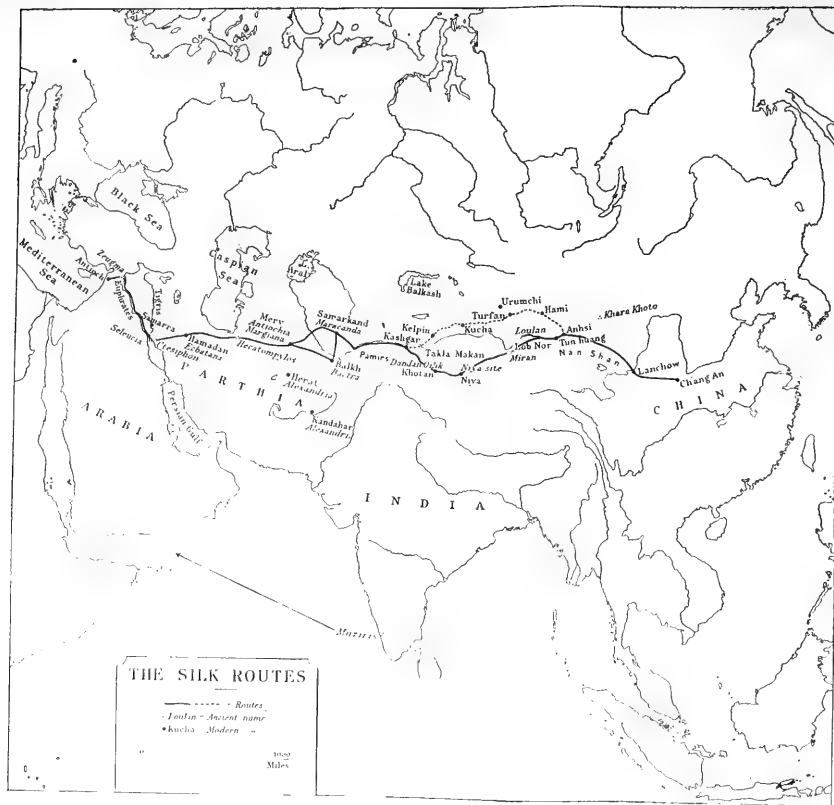 Black Sea
Mediterranean
Sea
Antioch
Zeugma
Euphrates
Tigris
Caspian
Sea
Aral
Lake
Balkash
Urumchi
Turfan
Hami
Khara Khoto
Samarra
Seleucia
Ctesiphon
Hamadan
Ecbatana
Hecatompylos
Merv
Antiochia
Margiana
Samarkand
Maracanda
Balkh
Bactra
Kelpin
Kashgar
Kucha
Loulan
Anhsi
Pamirs
Takla Makan
Lob Nor
Miran
Tun huang
Nan Shan
Dandan Uilik
Khotan
Niya site
Niya
Lanchow
Chang An
PARTHIA
Herat
Alexandria
Kandahar
Alexandria
CHINA
ARABIA
Persian Gulf
INDIA
THE SILK ROUTES
Routes
Loulan = Ancient name
Kucha Modern "
Miles